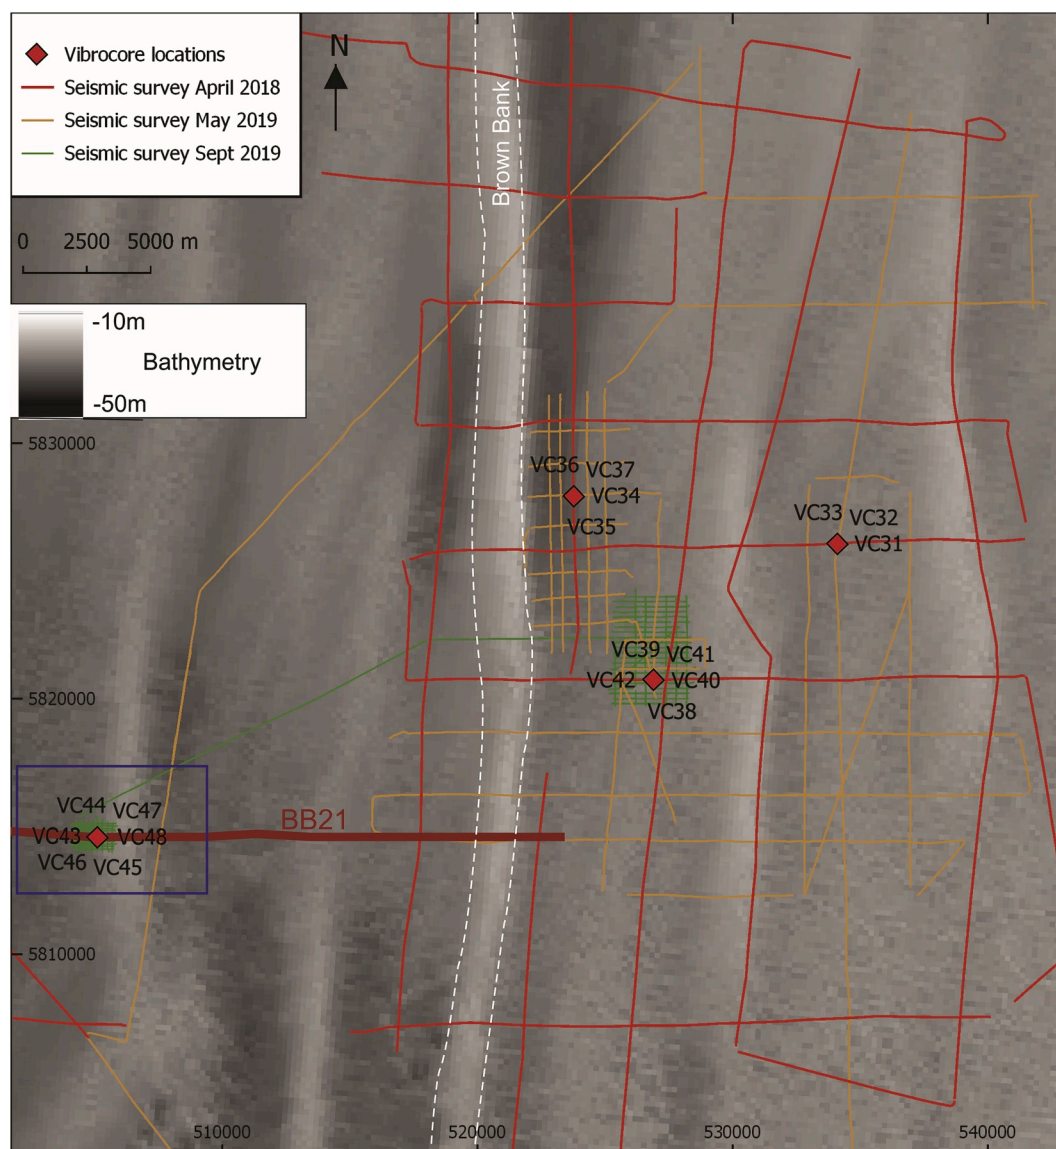 Vibrocore locations
Seismic survey April 2018
Seismic survey May 2019
Seismic survey Sept 2019
N
Brown Bank
0 2500 5000 m
-10m
Bathymetry
-50m
5830000
VC36 VC37
VC34
VC35
VC33 VC32
VC31
VC39 VC41
VC42 VC40
VC38
5820000
VC44 VC47
BB21
VC43 VC48
VC46 VC45
5810000
510000 520000 530000 540000